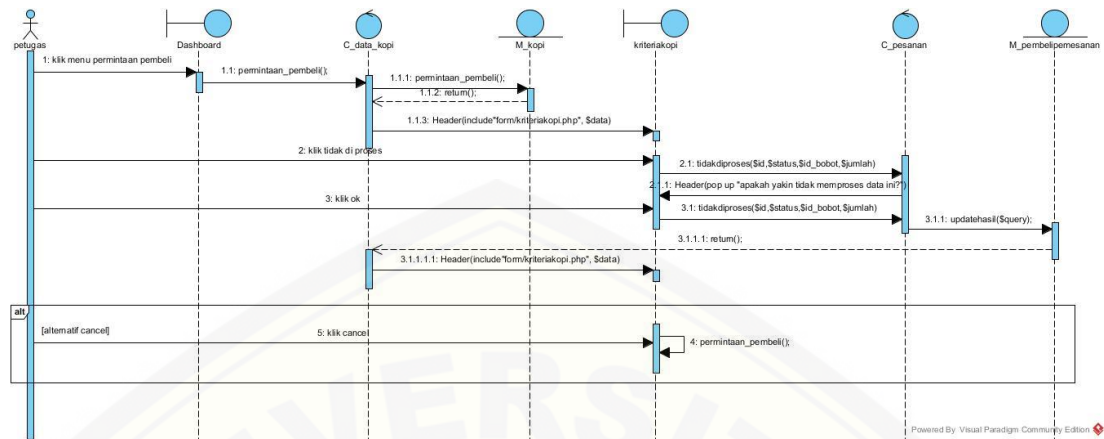 petugas
Dashboard
C_data_kopi
M_kopi
kriteriakopi
C_pesanan
M_pembelipemesanan
1: klik menu permintaan pembeli
1.1: permintaan_pembeli();
1.1.1: permintaan_pembeli();
1.1.2: return();
1.1.3: Header(include"form/kriteriakopi.php", $data)
2: klik tidak di proses
2.1: tidakdiproses($id,$status,$id_bobot,$jumlah)
2.1.1: Header(pop up "apakah yakin tidak memproses data ini?")
3: klik ok
3.1: tidakdiproses($id,$status,$id_bobot,$jumlah)
3.1.1: updatehasil($query);
3.1.1.1: return();
3.1.1.1.1: Header(include"form/kriteriakopi.php", $data)
alt
[alternatif cancel]
5: klik cancel
4: permintaan_pembeli();
VERSI
Powered By Visual Paradigm Community Edition